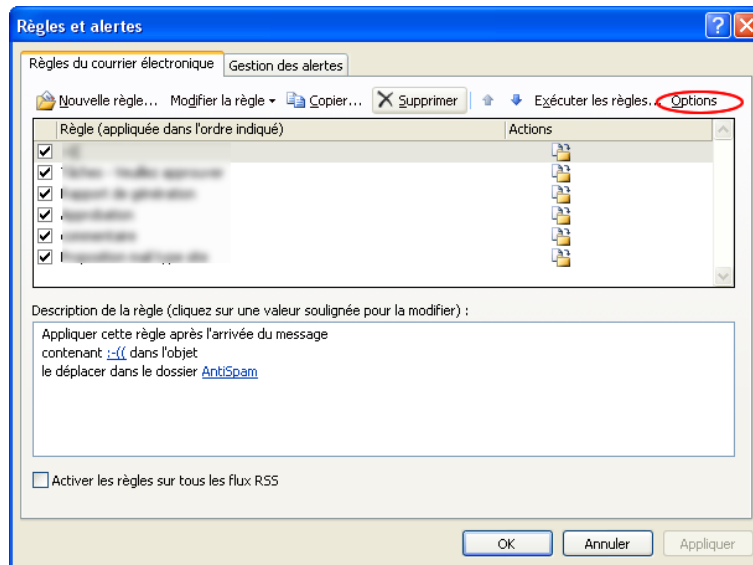 Règles et alertes
Règles du courrier électronique Gestion des alertes
Nouvelle règle... Modifier la règle Copier... Supprimer Exécuter les règles... Options
Règle (appliquée dans l'ordre indiqué) Actions
Description de la règle (cliquez sur une valeur soulignée pour la modifier) :
Appliquer cette règle après l'arrivée du message
contenant :-(( dans l'objet
le déplacer dans le dossier AntiSpam
Activer les règles sur tous les flux RSS
OK Annuler Appliquer